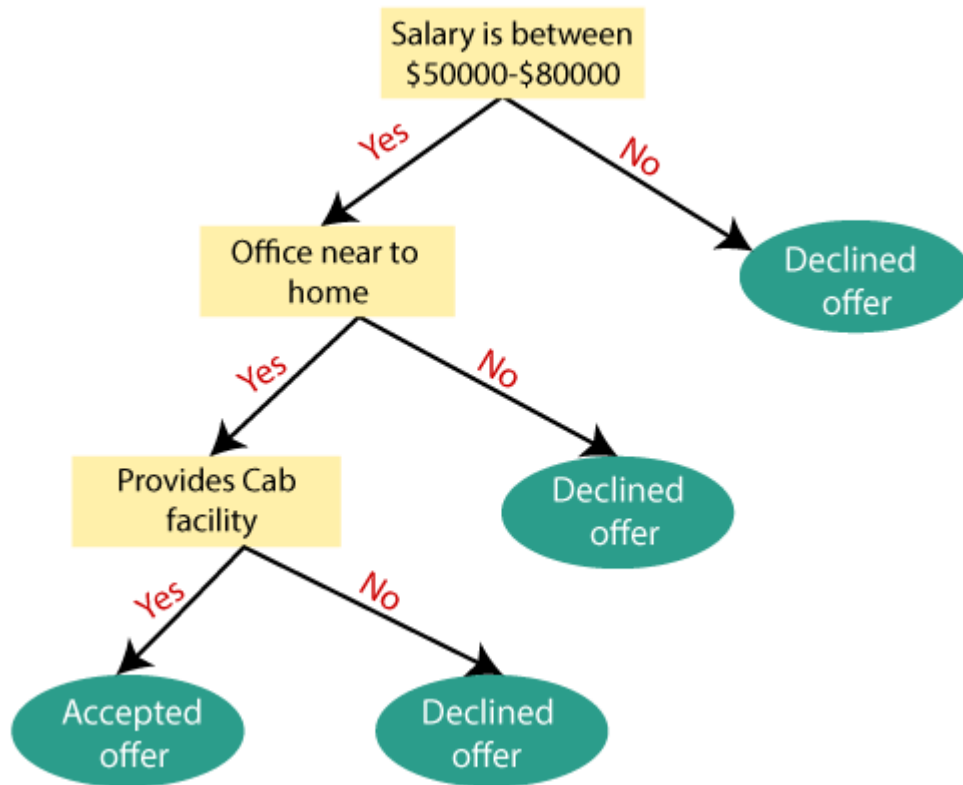 Salary is between
$50000-$80000
Yes
No
Office near to
home
Declined
offer
Yes
No
Provides Cab
facility
Declined
offer
Yes
No
Accepted
offer
Declined
offer